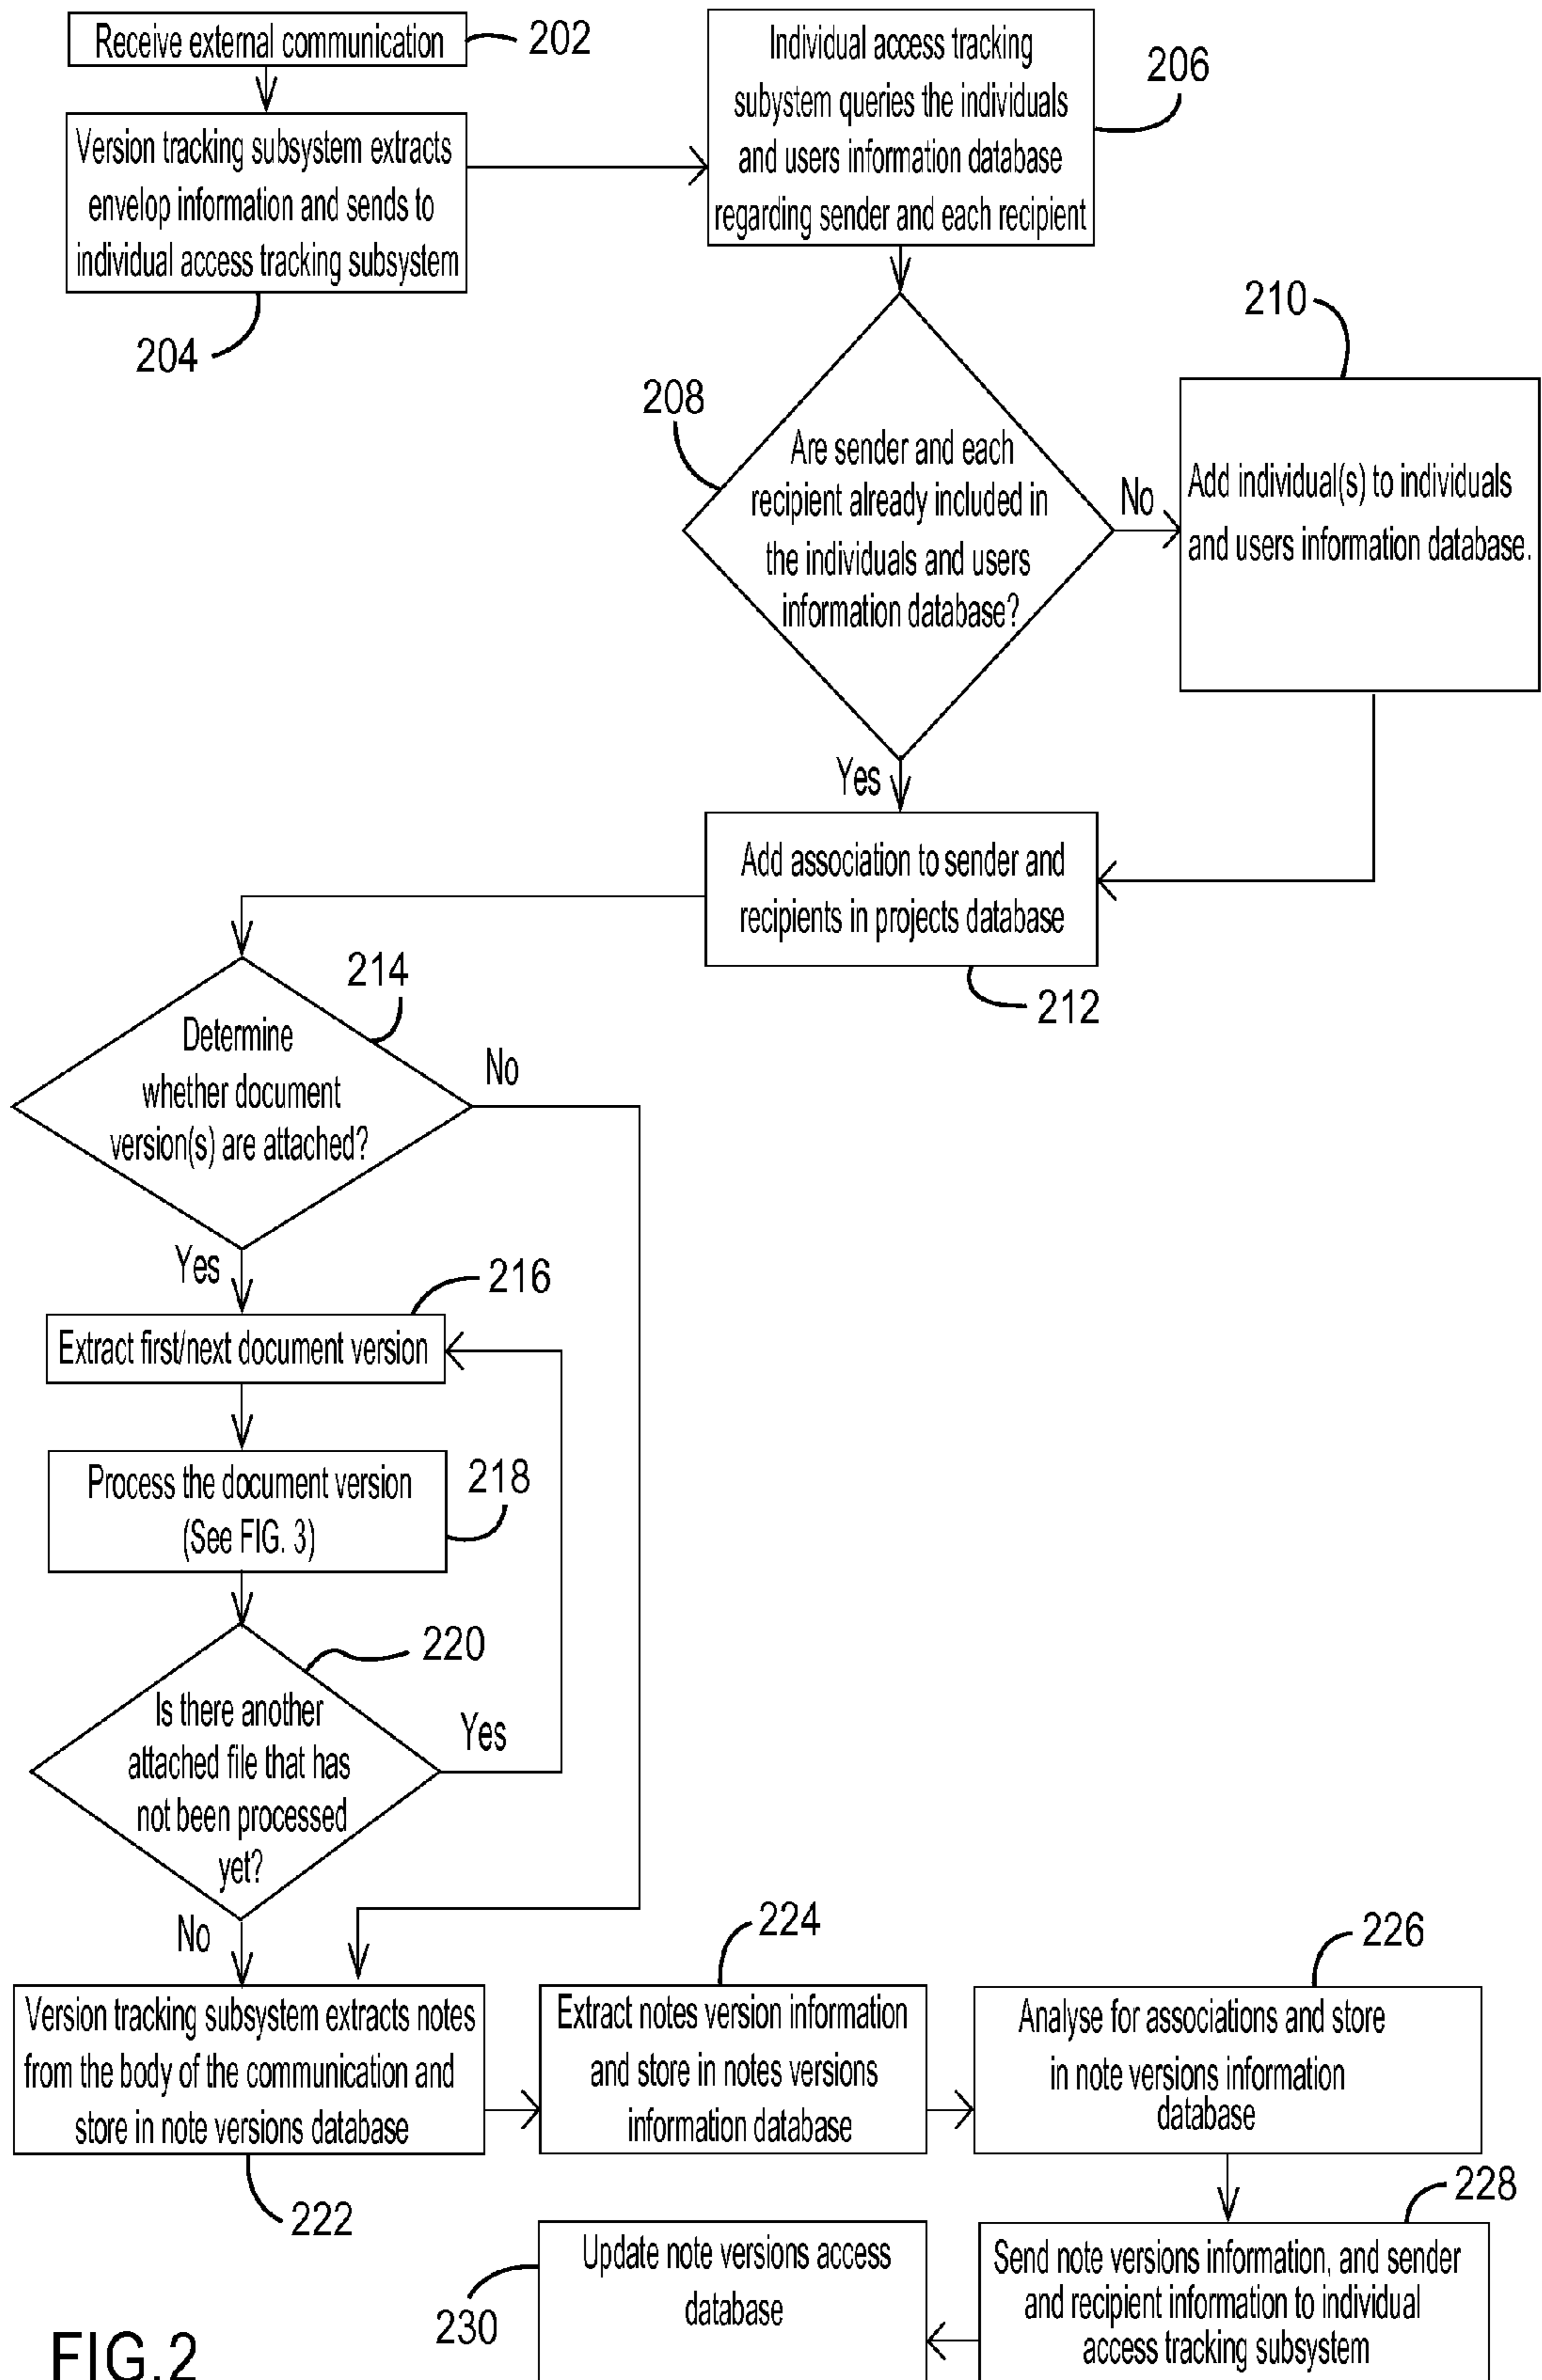 Receive external communication
202
Version tracking subsystem extracts
envelop information and sends to
individual access tracking subsystem
204
Individual access tracking
subystem queries the individuals
and users information database
regarding sender and each recipient
206
208
Are sender and each
recipient already included in
the individuals and users
information database?
No
210
Add individual(s) to individuals
and users information database.
Yes
Add association to sender and
recipients in projects database
212
214
Determine
whether document
version(s) are attached?
No
Yes
216
Extract first/next document version
Process the document version
(See FIG. 3)
218
220
Is there another
attached file that has
not been processed
yet?
Yes
No
Version tracking subsystem extracts notes
from the body of the communication and
store in note versions database
222
224
Extract notes version information
and store in notes versions
information database
226
Analyse for associations and store
in note versions information
database
228
Send note versions information, and sender
and recipient information to individual
access tracking subsystem
Update note versions access
database
230
FIG.2